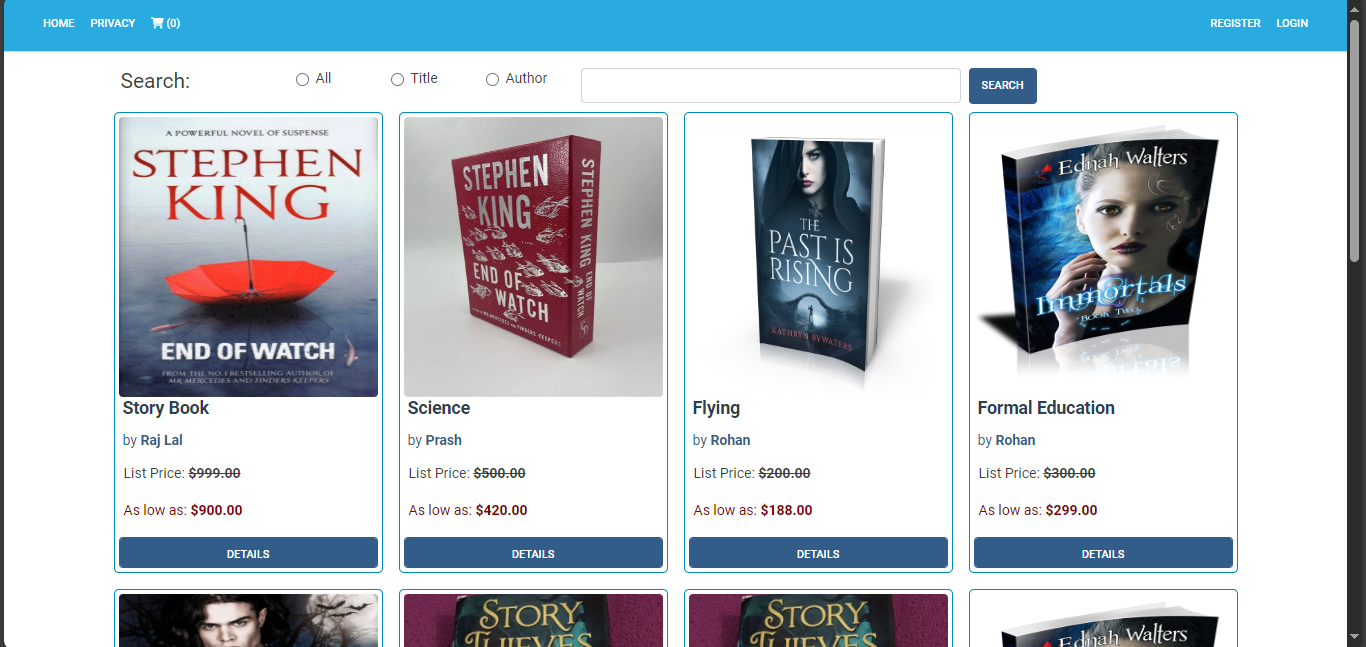 HOME PRIVACY (0) REGISTER LOGIN
Search: All Title Author SEARCH
A POWERFUL NOVEL OF SUSPENSE
STEPHEN
KING
END OF WATCH
FROM THE NO.1 BESTSELLING AUTHOR OF
MR MERCEDES AND FINDERS KEEPERS
Story Book
by Raj Lal
List Price: $999.00
As low as: $900.00
DETAILS
STEPHEN
KING
END OF
WATCH
STEPHEN KING END OF WATCH
Science
by Prash
List Price: $500.00
As low as: $420.00
DETAILS
THE
PAST IS
RISING
KATHRYN BYWATERS
Flying
by Rohan
List Price: $200.00
As low as: $188.00
DETAILS
Ednah Walters
Immortals
BOOK TWO
Formal Education
by Rohan
List Price: $300.00
As low as: $299.00
DETAILS
STORY
THIEVES
STORY
THIEVES
Ednah Walters